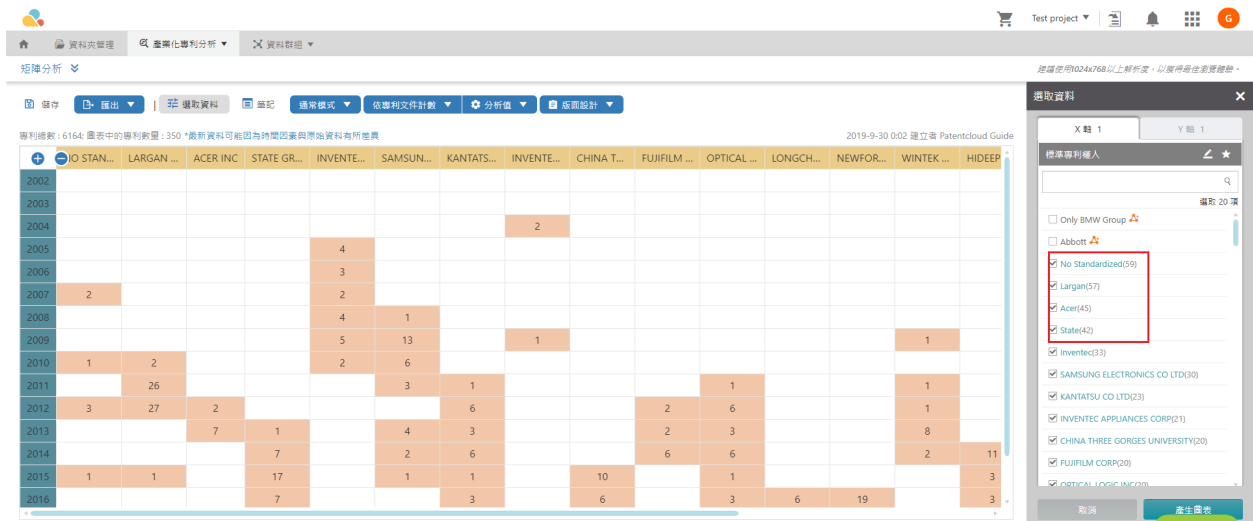 Test project ▼
G
資料夾管理
產業化專利分析 ▼
資料群組 ▼
矩陣分析
建議使用1024x768以上解析度，以獲得最佳瀏覽體驗。
儲存
匯出 ▼
選取資料
筆記
通常模式 ▼
依專利文件計數 ▼
分析值 ▼
版面設計 ▼
專利總數 : 6164; 圖表中的專利數量 : 350 *最新資料可能因為時間因素與原始資料有所差異
2019-9-30 0:02 建立者 Patentcloud Guide
O STAN... LARGAN ... ACER INC STATE GR... INVENTE... SAMSUN... KANTATS... INVENTE... CHINA T... FUJIFILM ... OPTICAL ... LONGCH... NEWFOR... WINTEK ... HIDEEP
2002
2003
2004 2
2005 4
2006 3
2007 2 2
2008 4 1
2009 5 13 1 1
2010 1 2 2 6
2011 26 3 1 1 1
2012 3 27 2 6 2 6 1
2013 7 1 4 3 2 3 8
2014 7 2 6 6 6 2 11
2015 1 1 17 1 1 10 1 3
2016 7 3 6 3 6 19 3
選取資料
X 軸 1
Y 軸 1
標準專利權人
選取 20 項
Only BMW Group
Abbott
No Standardized(59)
Largan(57)
Acer(45)
State(42)
Inventec(33)
SAMSUNG ELECTRONICS CO LTD(30)
KANTATSU CO LTD(23)
INVENTEC APPLIANCES CORP(21)
CHINA THREE GORGES UNIVERSITY(20)
FUJIFILM CORP(20)
OPTICAL LOGIC INC(20)
取消
產生圖表